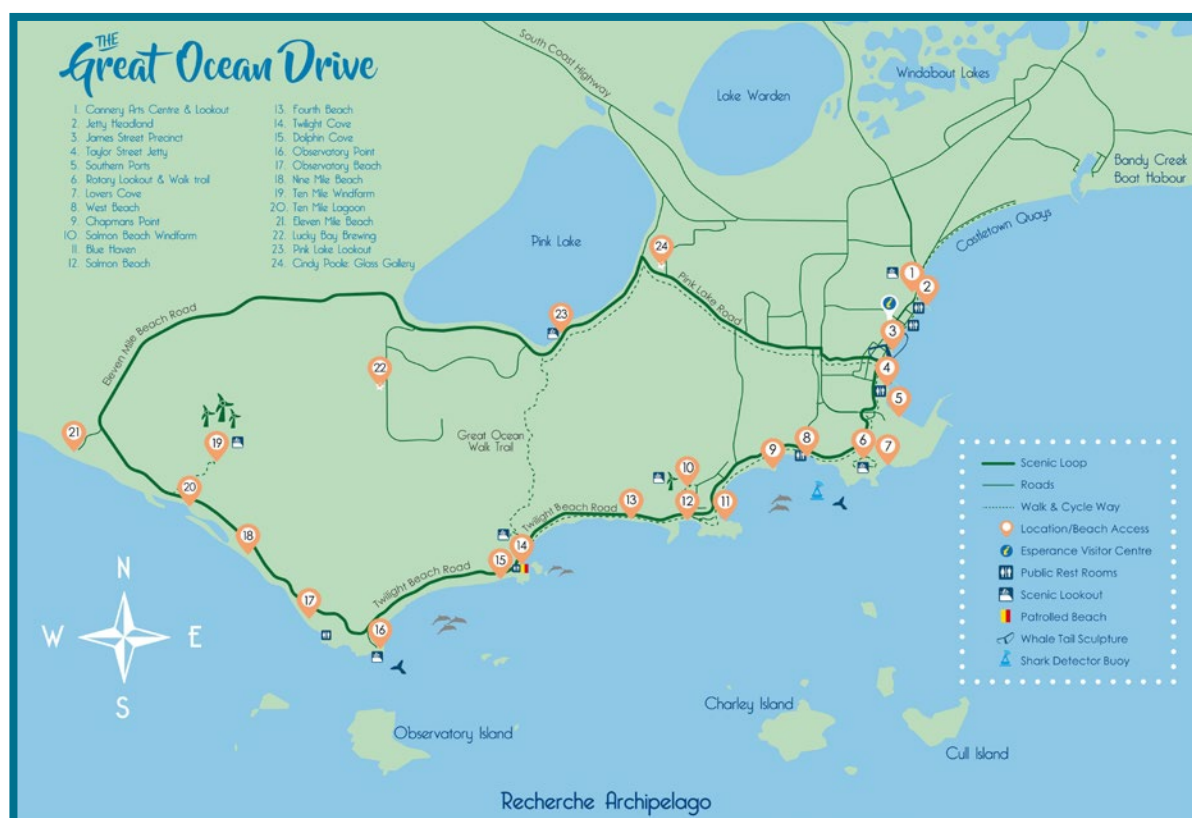 THE
Great Ocean Drive
1. Cannery Arts Centre & Lookout
2. Jetty Headland
3. James Street Precinct
4. Taylor Street Jetty
5. Southern Ports
6. Rotary Lookout & Walk trail
7. Lovers Cove
8. West Beach
9. Chapmans Point
10. Salmon Beach Windfarm
11. Blue Haven
12. Salmon Beach
13. Fourth Beach
14. Twilight Cove
15. Dolphin Cove
16. Observatory Point
17. Observatory Beach
18. Nine Mile Beach
19. Ten Mile Windfarm
20. Ten Mile Lagoon
21. Eleven Mile Beach
22. Lucky Bay Brewing
23. Pink Lake Lookout
24. Cindy Poole Glass Gallery
South Coast Highway
Lake Warden
Windabout Lakes
Bandy Creek
Boat Habour
Castletown Quays
Pink Lake
24
1
2
Pink Lake Road
i
3
23
Eleven Mile Beach Road
22
4
5
21
19
Great Ocean
Walk Trail
6
7
8
9
10
20
11
12
13
Twilight Beach Road
18
14
15
Twilight Beach Road
17
16
Scenic Loop
Roads
Walk & Cycle Way
Location/Beach Access
i
Esperance Visitor Centre
Public Rest Rooms
Scenic Lookout
Patrolled Beach
Whale Tail Sculpture
Shark Detector Buoy
N
W
E
S
Observatory Island
Charley Island
Cull Island
Recherche Archipelago